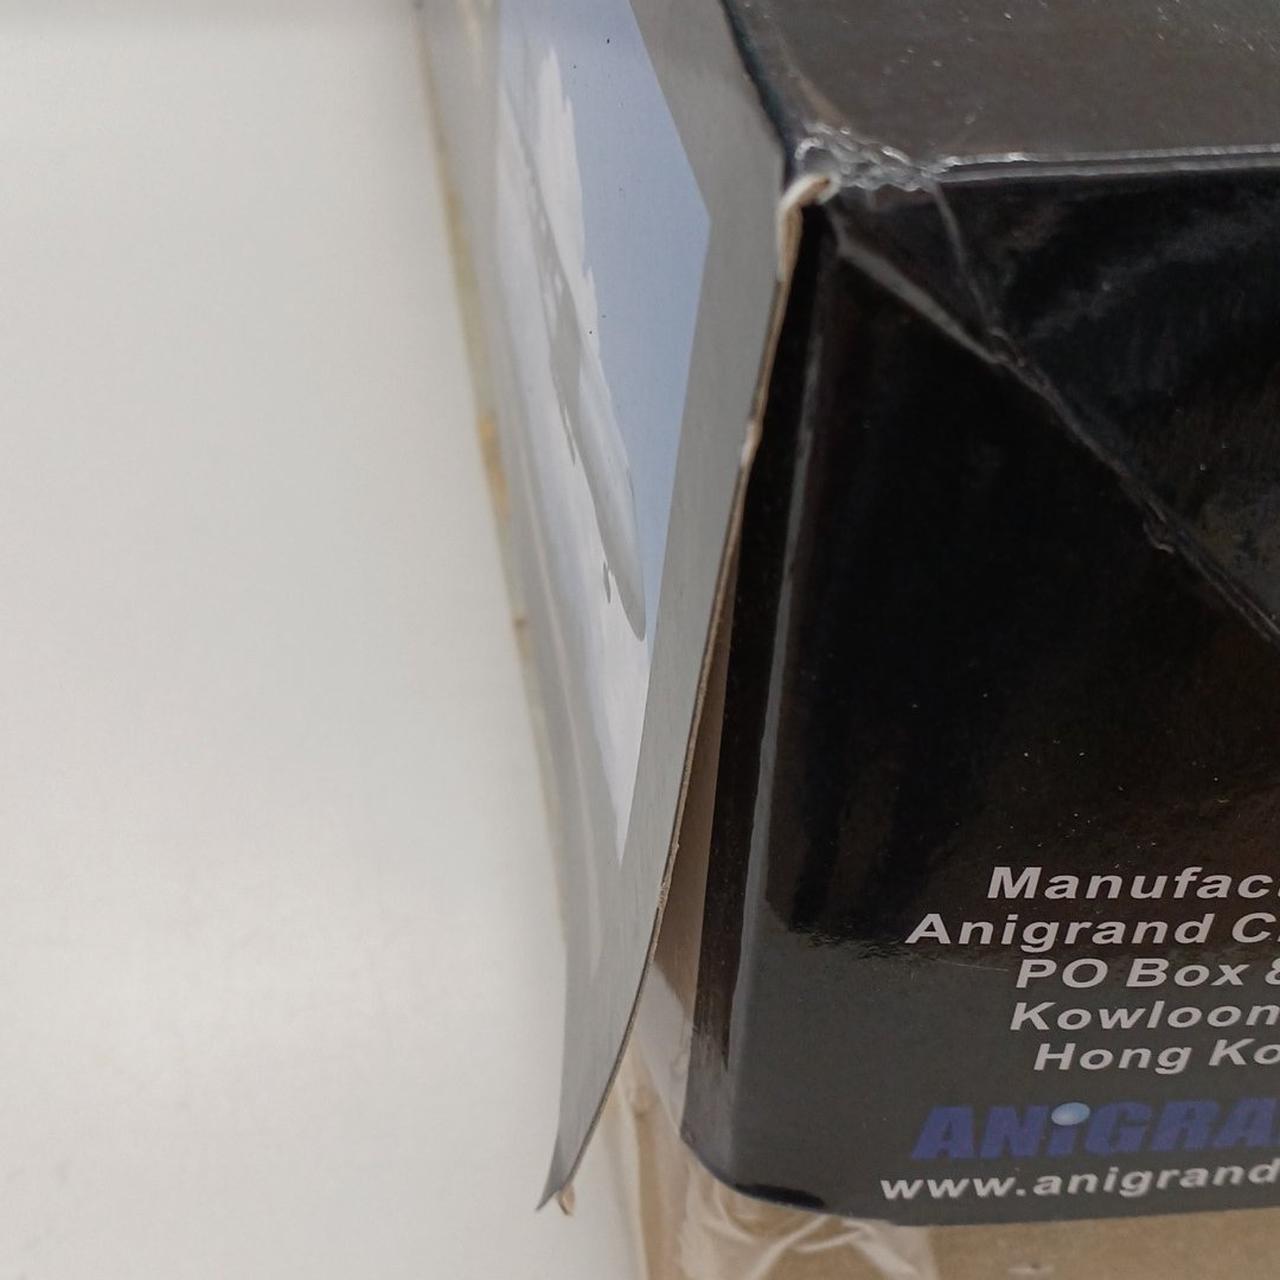 Manufac
Anigrand C
PO Box
Kowloon
Hong Ko
ANiGRA
www.anigrand